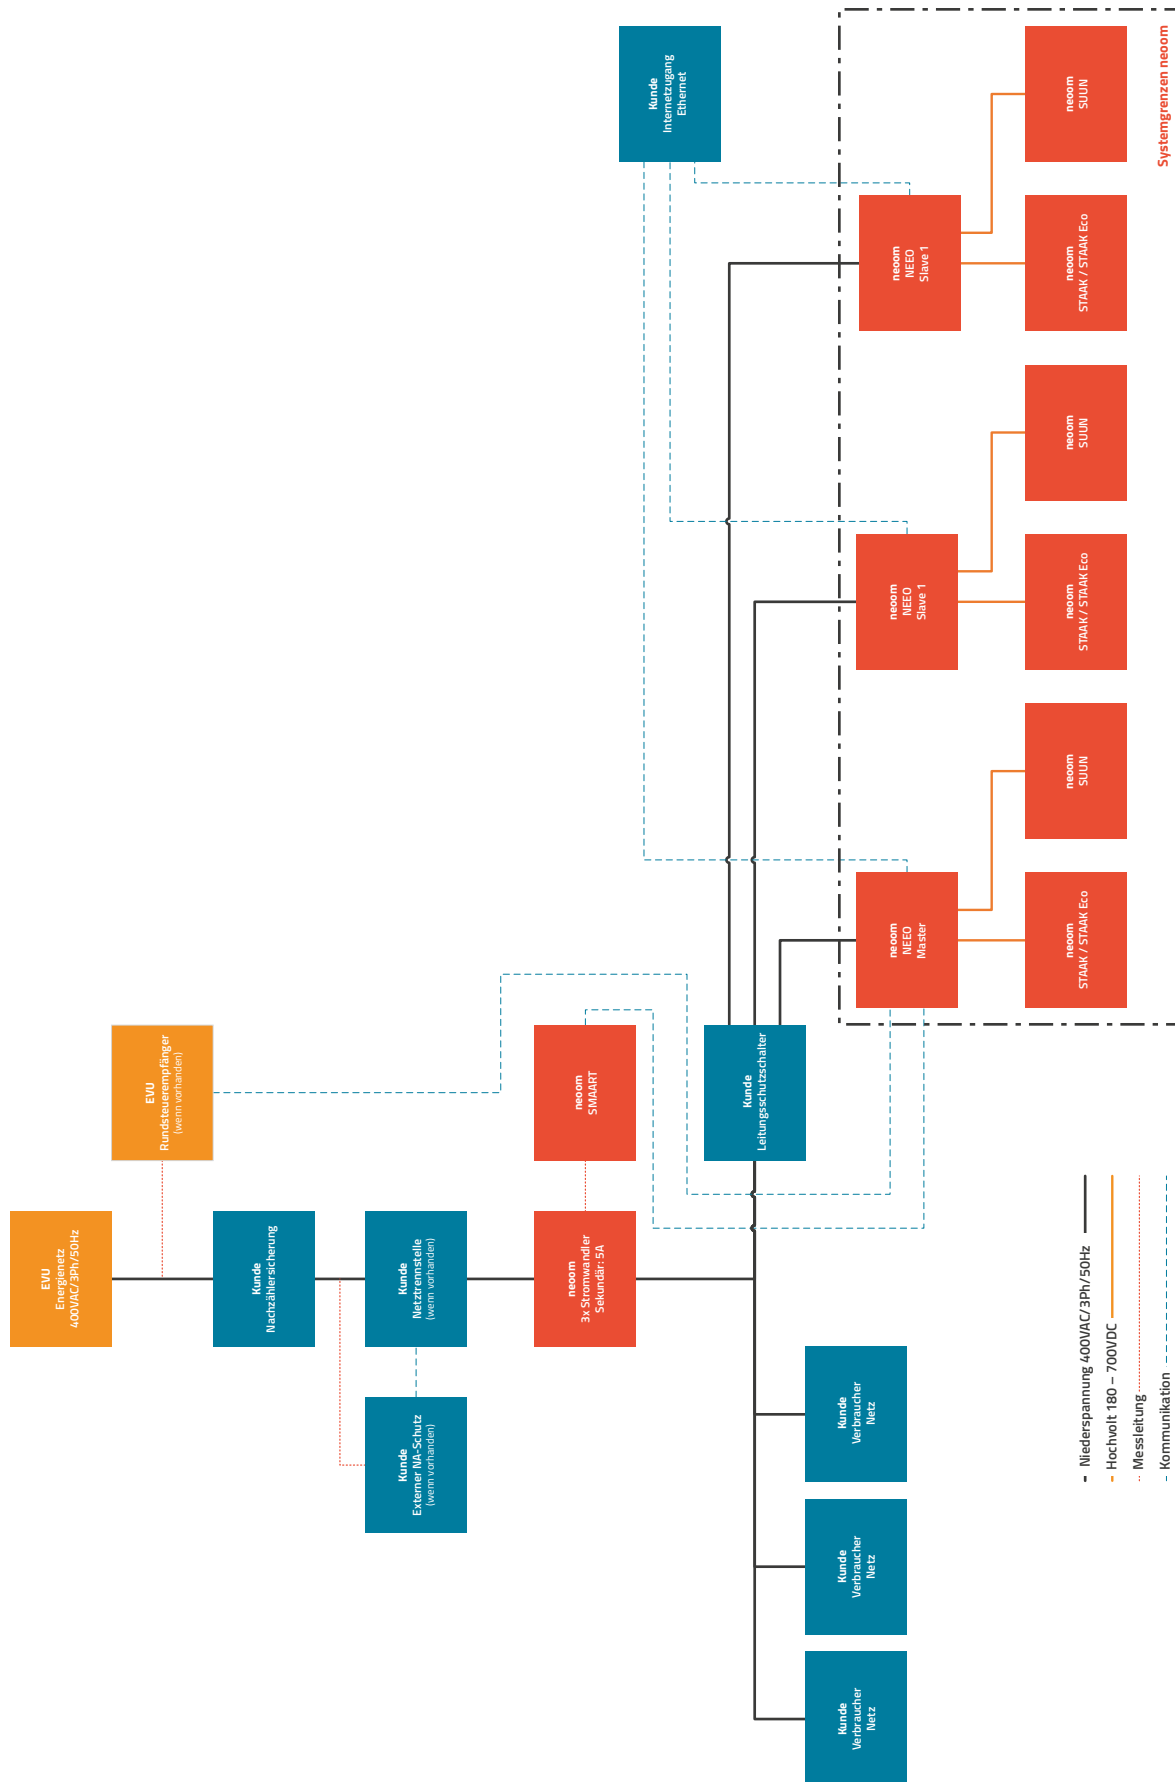 EVU
Energienetz
400VAC/3Ph/50Hz
EVU
Rundsteuerempfänger
(wenn vorhanden)
Kunde
Nachzählersicherung
Kunde
Externer NA-Schutz
(wenn vorhanden)
Kunde
Netztrennstelle
(wenn vorhanden)
neoom
3x Stromwandler
Sekundär: 5A
neoom
SMAART
Kunde
Internetzugang
Ethernet
Kunde
Leitungsschutzschalter
Kunde
Verbraucher
Netz
Kunde
Verbraucher
Netz
Kunde
Verbraucher
Netz
neoom
NEEO
Master
neoom
NEEO
Slave 1
neoom
NEEO
Slave 1
neoom
STAAK / STAAK Eco
neoom
SUUN
neoom
STAAK / STAAK Eco
neoom
SUUN
neoom
STAAK / STAAK Eco
neoom
SUUN
Systemgrenzen neoom
Niederspannung 400VAC/3Ph/50Hz
Hochvolt 180 – 700VDC
Messleitung
Kommunikation